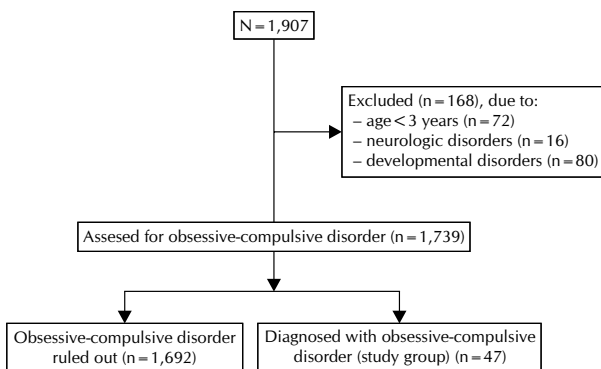 N=1,907
Excluded (n=168), due to:
– age<3 years (n=72)
– neurologic disorders (n=16)
– developmental disorders (n=80)
Assesed for obsessive-compulsive disorder (n=1,739)
Obsessive-compulsive disorder
ruled out (n=1,692)
Diagnosed with obsessive-compulsive
disorder (study group) (n=47)